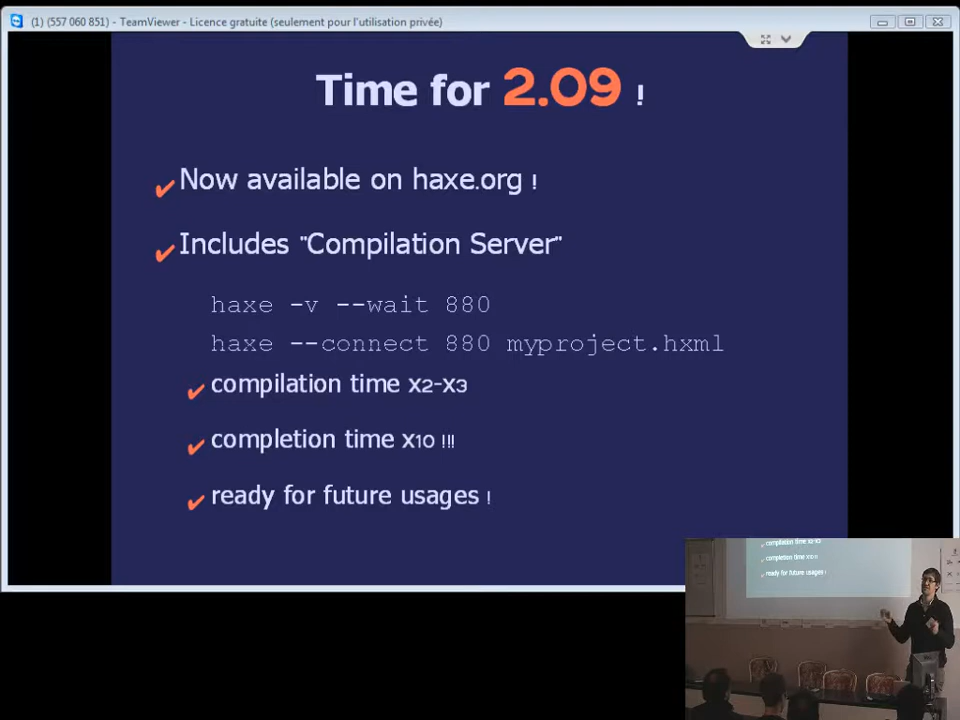 (1) (557 060 851) - TeamViewer - Licence gratuite (seulement pour l'utilisation privée)
Time for 2.09 !
✔ Now available on haxe.org !
✔ Includes "Compilation Server"
haxe -v --wait 880
haxe --connect 880 myproject.hxml
✔ compilation time x2-x3
✔ completion time x10 !!!
✔ ready for future usages !
compilation time x2-x3
completion time x10 !!!
ready for future usages !